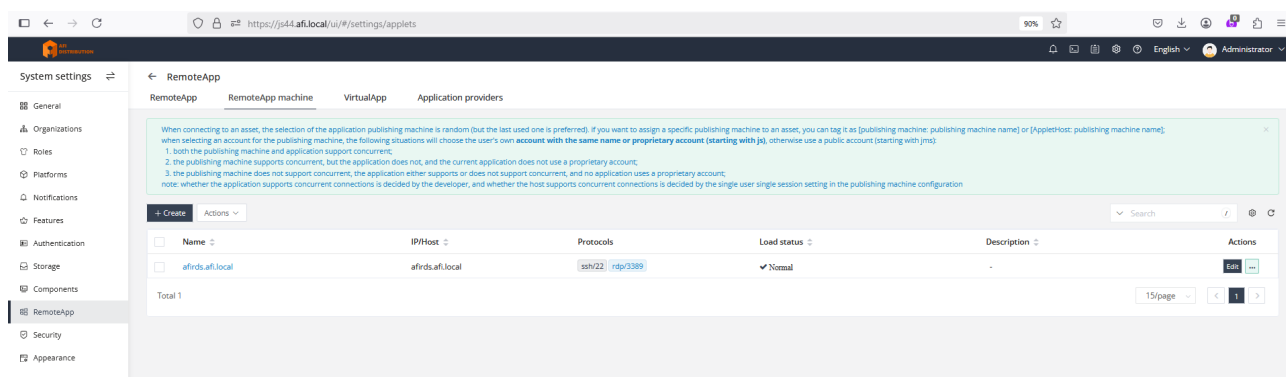 https://js44.afi.local/ui/#/settings/applets
90%
AFI
DISTRIBUTION
English
Administrator
System settings
General
Organizations
Roles
Platforms
Notifications
Features
Authentication
Storage
Components
RemoteApp
Security
Appearance
← RemoteApp
RemoteApp RemoteApp machine VirtualApp Application providers
When connecting to an asset, the selection of the application publishing machine is random (but the last used one is preferred). If you want to assign a specific publishing machine to an asset, you can tag it as [publishing machine: publishing machine name] or [AppletHost: publishing machine name];
when selecting an account for the publishing machine, the following situations will choose the user's own account with the same name or proprietary account (starting with js), otherwise use a public account (starting with jms):
1. both the publishing machine and application support concurrent;
2. the publishing machine supports concurrent, but the application does not, and the current application does not use a proprietary account;
3. the publishing machine does not support concurrent, the application either supports or does not support concurrent, and no application uses a proprietary account;
note: whether the application supports concurrent connections is decided by the developer, and whether the host supports concurrent connections is decided by the single user single session setting in the publishing machine configuration
+ Create Actions Search /
Name IP/Host Protocols Load status Description Actions
afirds.afi.local afirds.afi.local ssh/22 rdp/3389 ✔ Normal - Edit ...
Total 1 15/page < 1 >